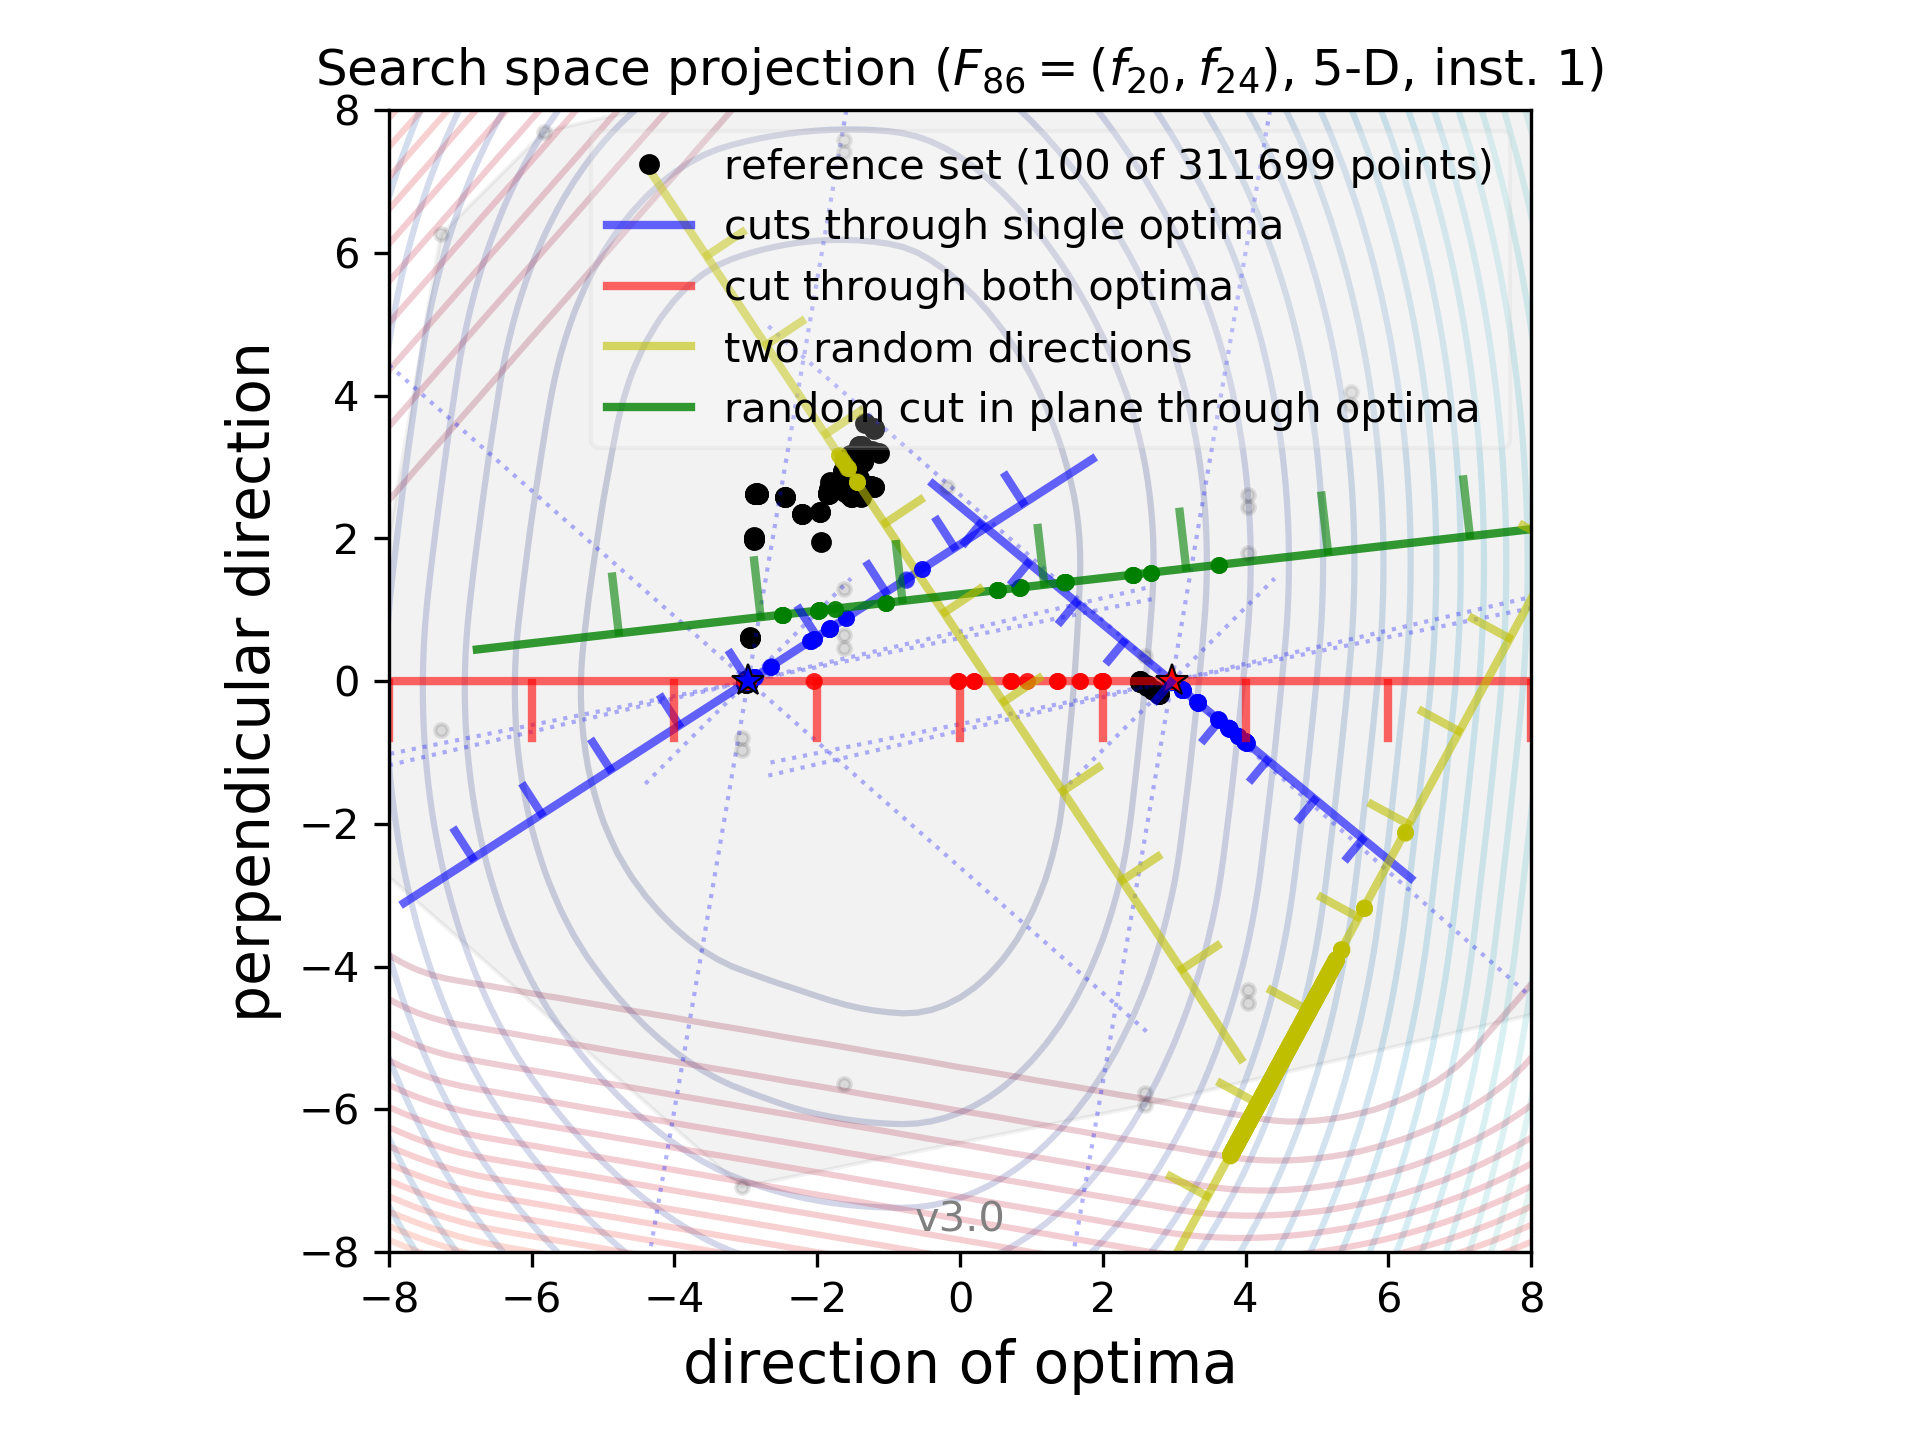 Search space projection (F₈₆ = (f₂₀, f₂₄), 5-D, inst. 1)
perpendicular direction
8
6
4
2
0
−2
−4
−6
−8
reference set (100 of 311699 points)
cuts through single optima
cut through both optima
two random directions
random cut in plane through optima
v3.0
−8 −6 −4 −2 0 2 4 6 8
direction of optima